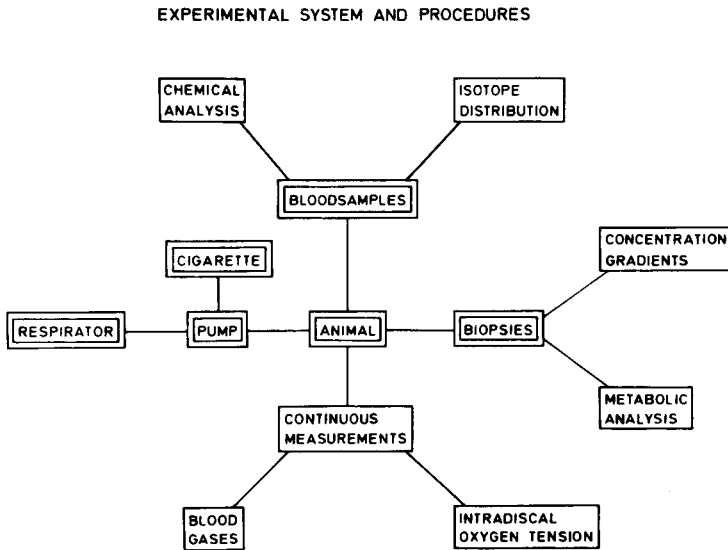 EXPERIMENTAL SYSTEM AND PROCEDURES
CHEMICAL
ANALYSIS
ISOTOPE
DISTRIBUTION
BLOODSAMPLES
CIGARETTE
CONCENTRATION
GRADIENTS
RESPIRATOR
PUMP
ANIMAL
BIOPSIES
METABOLIC
ANALYSIS
CONTINUOUS
MEASUREMENTS
BLOOD
GASES
INTRADISCAL
OXYGEN TENSION